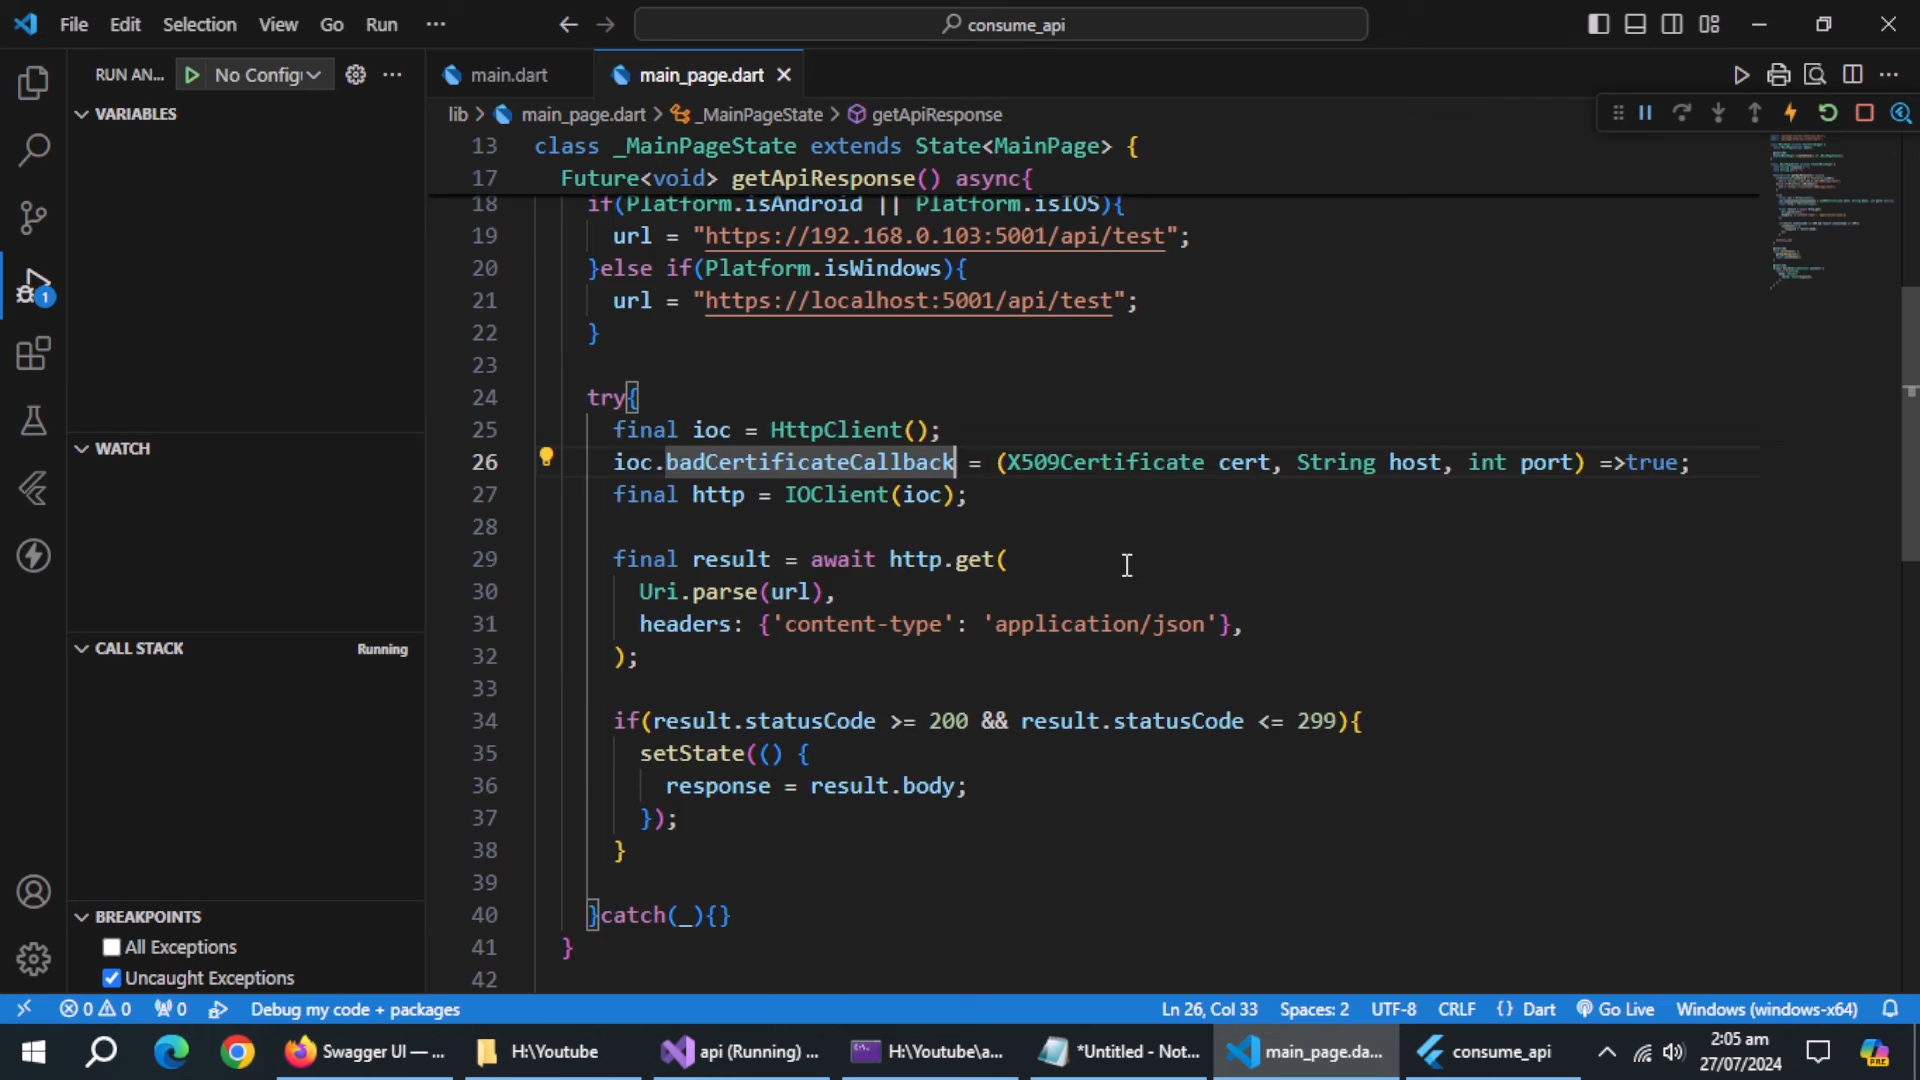 File Edit Selection View Go Run ··· consume_api
RUN AN... No Config
main.dart main_page.dart
VARIABLES
lib > main_page.dart > _MainPageState > getApiResponse
13 class _MainPageState extends State<MainPage> {
17 Future<void> getApiResponse() async{
18 if(Platform.isAndroid || Platform.isIOS){
19 url = "https://192.168.0.103:5001/api/test";
20 }else if(Platform.isWindows){
21 url = "https://localhost:5001/api/test";
22 }
23
24 try{
25 final ioc = HttpClient();
26 ioc.badCertificateCallback = (X509Certificate cert, String host, int port) =>true;
27 final http = IOClient(ioc);
28
29 final result = await http.get(
30 Uri.parse(url),
31 headers: {'content-type': 'application/json'},
32 );
33
34 if(result.statusCode >= 200 && result.statusCode <= 299){
35 setState(() {
36 response = result.body;
37 });
38 }
39
40 }catch(_){}
41 }
42
WATCH
CALL STACK Running
BREAKPOINTS
All Exceptions
Uncaught Exceptions
1
0 0 0 Debug my code + packages Ln 26, Col 33 Spaces: 2 UTF-8 CRLF {} Dart Go Live Windows (windows-x64)
Swagger UI — ... H:\Youtube api (Running) ... H:\Youtube\a... *Untitled - Not... main_page.da... consume_api
2:05 am
27/07/2024
PRE